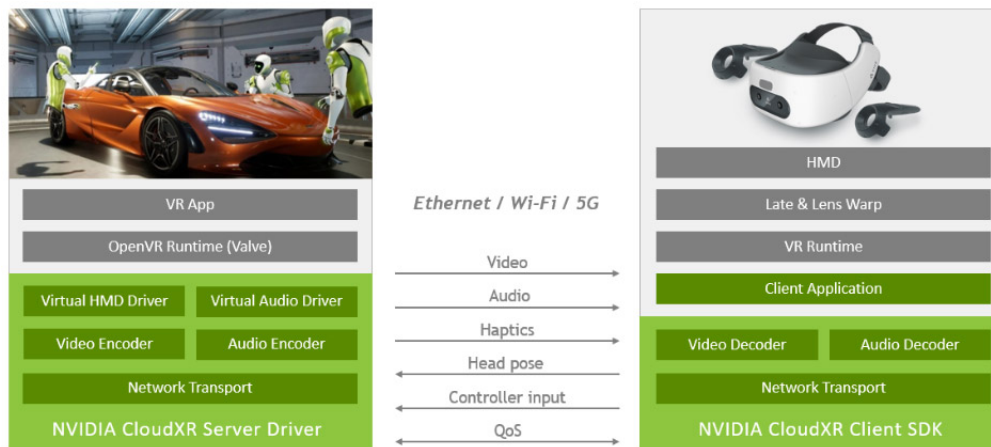 VR App
OpenVR Runtime (Valve)
Virtual HMD Driver
Virtual Audio Driver
Video Encoder
Audio Encoder
Network Transport
NVIDIA CloudXR Server Driver
Ethernet / Wi-Fi / 5G
Video
Audio
Haptics
Head pose
Controller input
QoS
HMD
Late & Lens Warp
VR Runtime
Client Application
Video Decoder
Audio Decoder
Network Transport
NVIDIA CloudXR Client SDK